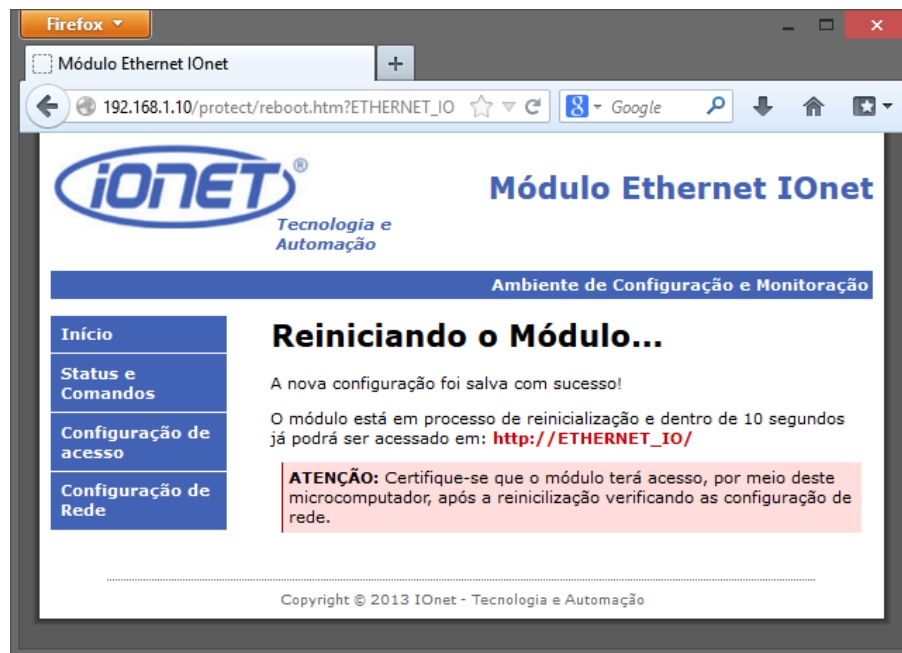 Firefox
Módulo Ethernet IOnet
192.168.1.10/protect/reboot.htm?ETHERNET_IO
8 Google
iONET®
Tecnologia e
Automação
Módulo Ethernet IOnet
Ambiente de Configuração e Monitoração
Início
Status e
Comandos
Configuração de
acesso
Configuração de
Rede
Reiniciando o Módulo...
A nova configuração foi salva com sucesso!
O módulo está em processo de reinicialização e dentro de 10 segundos
já podrá ser acessado em: http://ETHERNET_IO/
ATENÇÃO: Certifique-se que o módulo terá acesso, por meio deste
microcomputador, após a reinicilização verificando as configuração de
rede.
Copyright © 2013 IOnet - Tecnologia e Automação